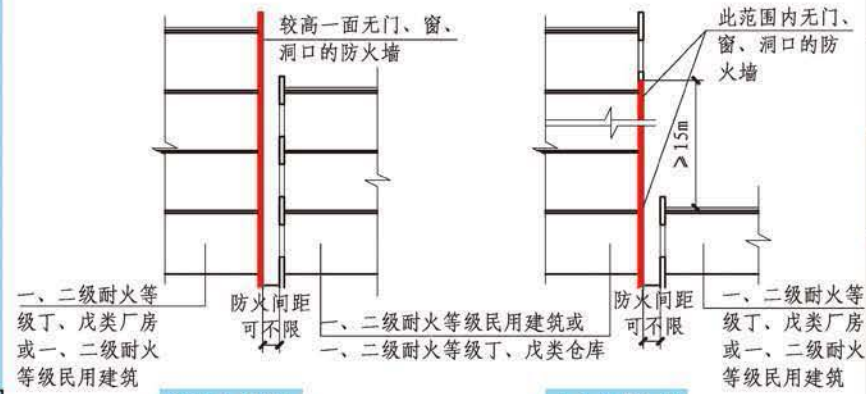 较高一面无门、窗、
洞口的防火墙
此范围内无门、
窗、洞口的防
火墙
≥15m
一、二级耐火等
级丁、戊类厂房
或一、二级耐火
等级民用建筑
防火间距
可不限
一、二级耐火等级民用建筑或
一、二级耐火等级丁、戊类仓库
防火间距
可不限
一、二级耐火等
级丁、戊类厂房
或一、二级耐火
等级民用建筑